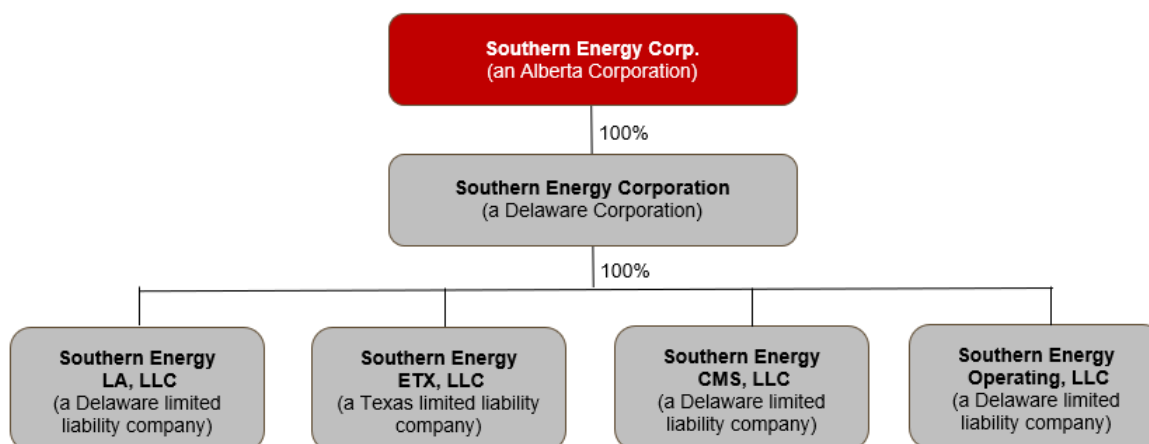 Southern Energy Corp.
(an Alberta Corporation)
100%
Southern Energy Corporation
(a Delaware Corporation)
100%
Southern Energy
LA, LLC
(a Delaware limited
liability company)
Southern Energy
ETX, LLC
(a Texas limited liability
company)
Southern Energy
CMS, LLC
(a Delaware limited
liability company)
Southern Energy
Operating, LLC
(a Delaware limited
liability company)